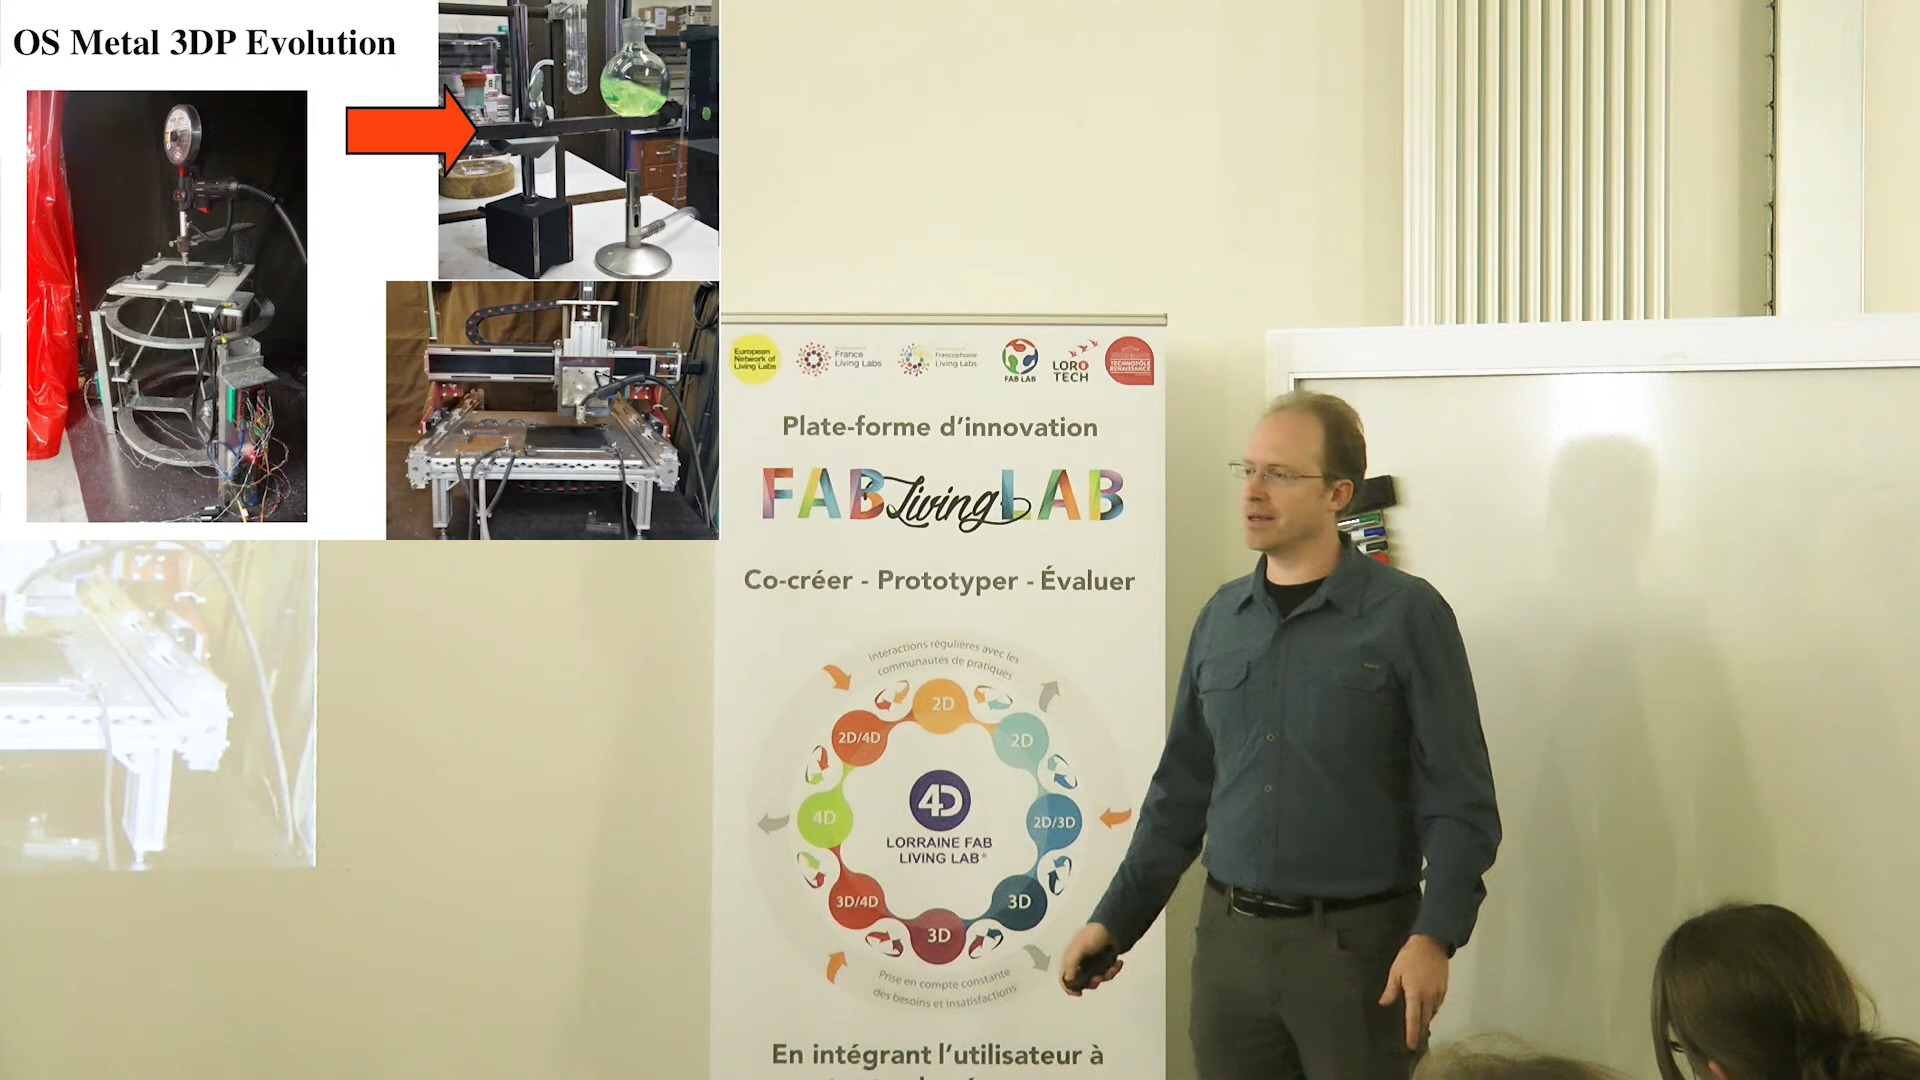 OS Metal 3DP Evolution
European
Network of
Living Labs
France
Living Labs
Francophonie
Living Labs
FAB LAB
LOR TECH
TECHNOPÔLE
RENAISSANCE
Plate-forme d'innovation
FAB Living LAB
Co-créer - Prototyper - Évaluer
Interactions régulières avec les
communautés de pratiques
2D
2D/4D
2D
4D
2D/3D
4D
LORRAINE FAB
LIVING LAB®
3D/4D
3D
3D
Prise en compte constante
des besoins et insatisfactions
En intégrant l'utilisateur à